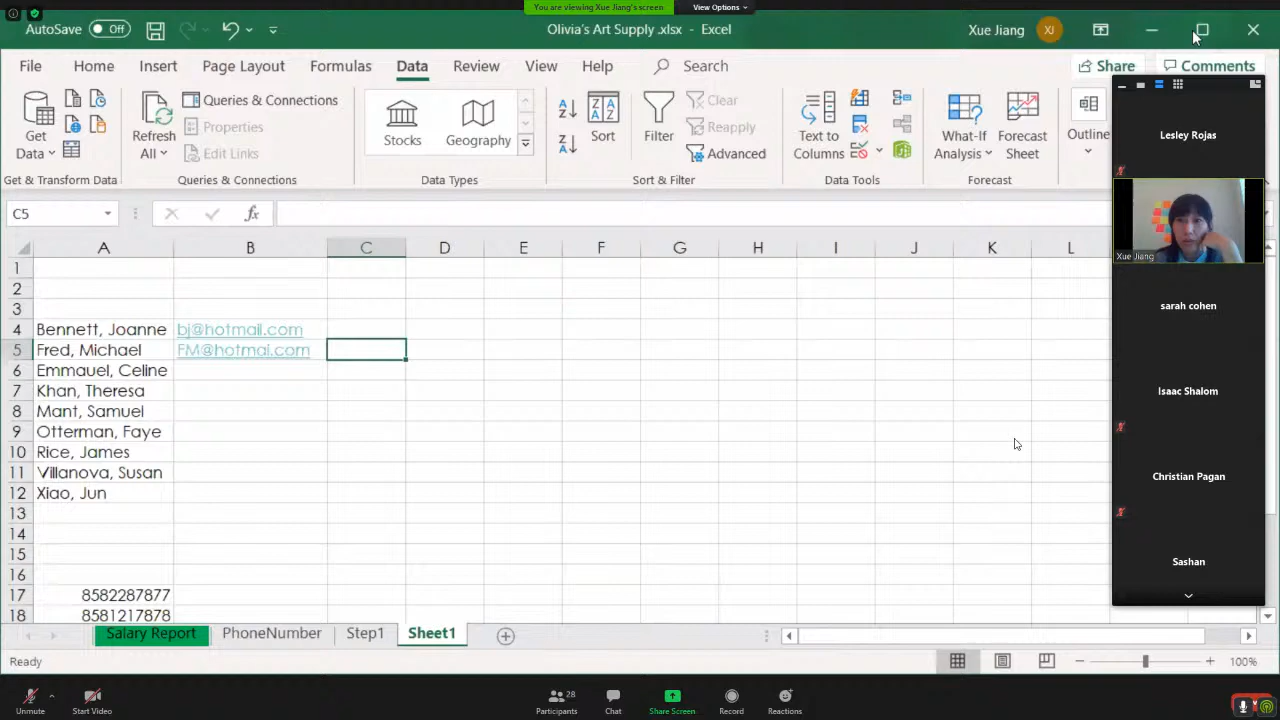 You are viewing Xue Jiang's screen View Options
AutoSave Off Olivia's Art Supply .xlsx - Excel Xue Jiang XJ
File Home Insert Page Layout Formulas Data Review View Help Search Share Comments
Get Data
Refresh All
Queries & Connections
Properties
Edit Links
Stocks
Geography
Sort
Filter
Clear
Reapply
Advanced
Text to Columns
What-If Analysis
Forecast Sheet
Outline
Get & Transform Data Queries & Connections Data Types Sort & Filter Data Tools Forecast
C5 fx
A B C D E F G H I J K L
1
2
3
4 Bennett, Joanne bj@hotmail.com
5 Fred, Michael FM@hotmai.com
6 Emmauel, Celine
7 Khan, Theresa
8 Mant, Samuel
9 Otterman, Faye
10 Rice, James
11 Villanova, Susan
12 Xiao, Jun
13
14
15
16
17 8582287877
18 8581217878
Salary Report PhoneNumber Step1 Sheet1
Ready 100%
Lesley Rojas
Xue Jiang
sarah cohen
Isaac Shalom
Christian Pagan
Sashan
Unmute Start Video Participants 28 Chat Share Screen Record Reactions